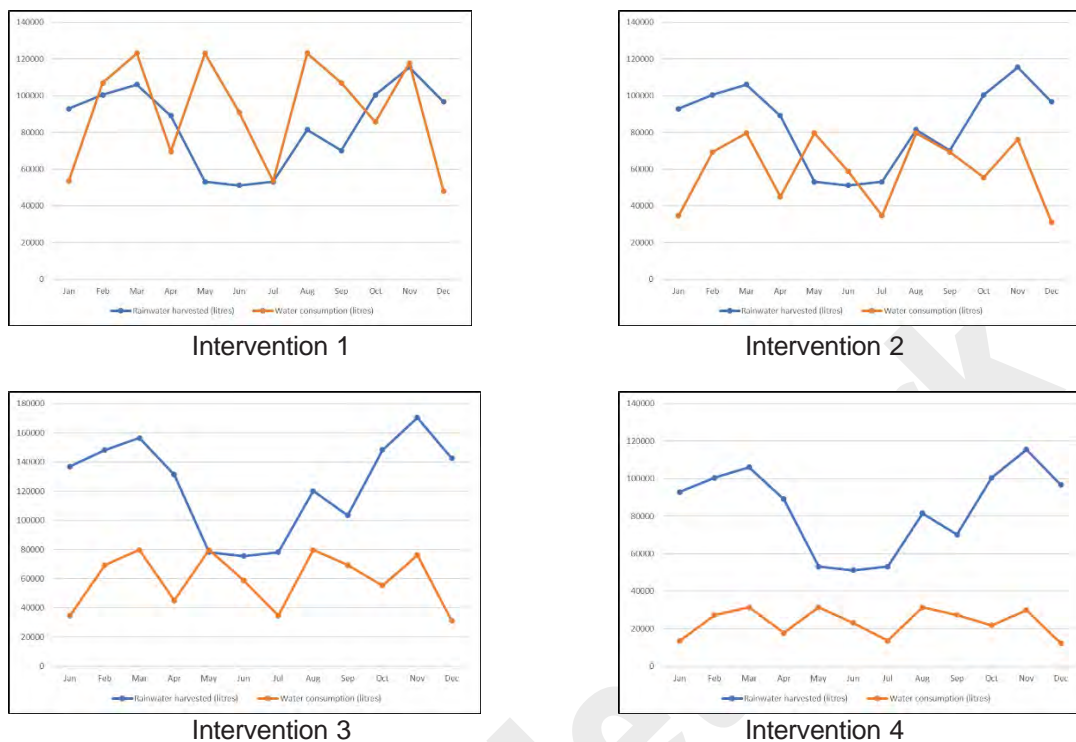 140000
120000
100000
80000
60000
40000
20000
0
Jan Feb Mar Apr May Jun Jul Aug Sep Oct Nov Dec
Rainwater harvested (litres) Water consumption (litres)
Intervention 1
140000
120000
100000
80000
60000
40000
20000
0
Jan Feb Mar Apr May Jun Jul Aug Sep Oct Nov Dec
Rainwater harvested (litres) Water consumption (litres)
Intervention 2
180000
160000
140000
120000
100000
80000
60000
40000
20000
0
Jan Feb Mar Apr May Jun Jul Aug Sep Oct Nov Dec
Rainwater harvested (litres) Water consumption (litres)
Intervention 3
140000
120000
100000
80000
60000
40000
20000
0
Jan Feb Mar Apr May Jun Jul Aug Sep Oct Nov Dec
Rainwater harvested (litres) Water consumption (litres)
Intervention 4